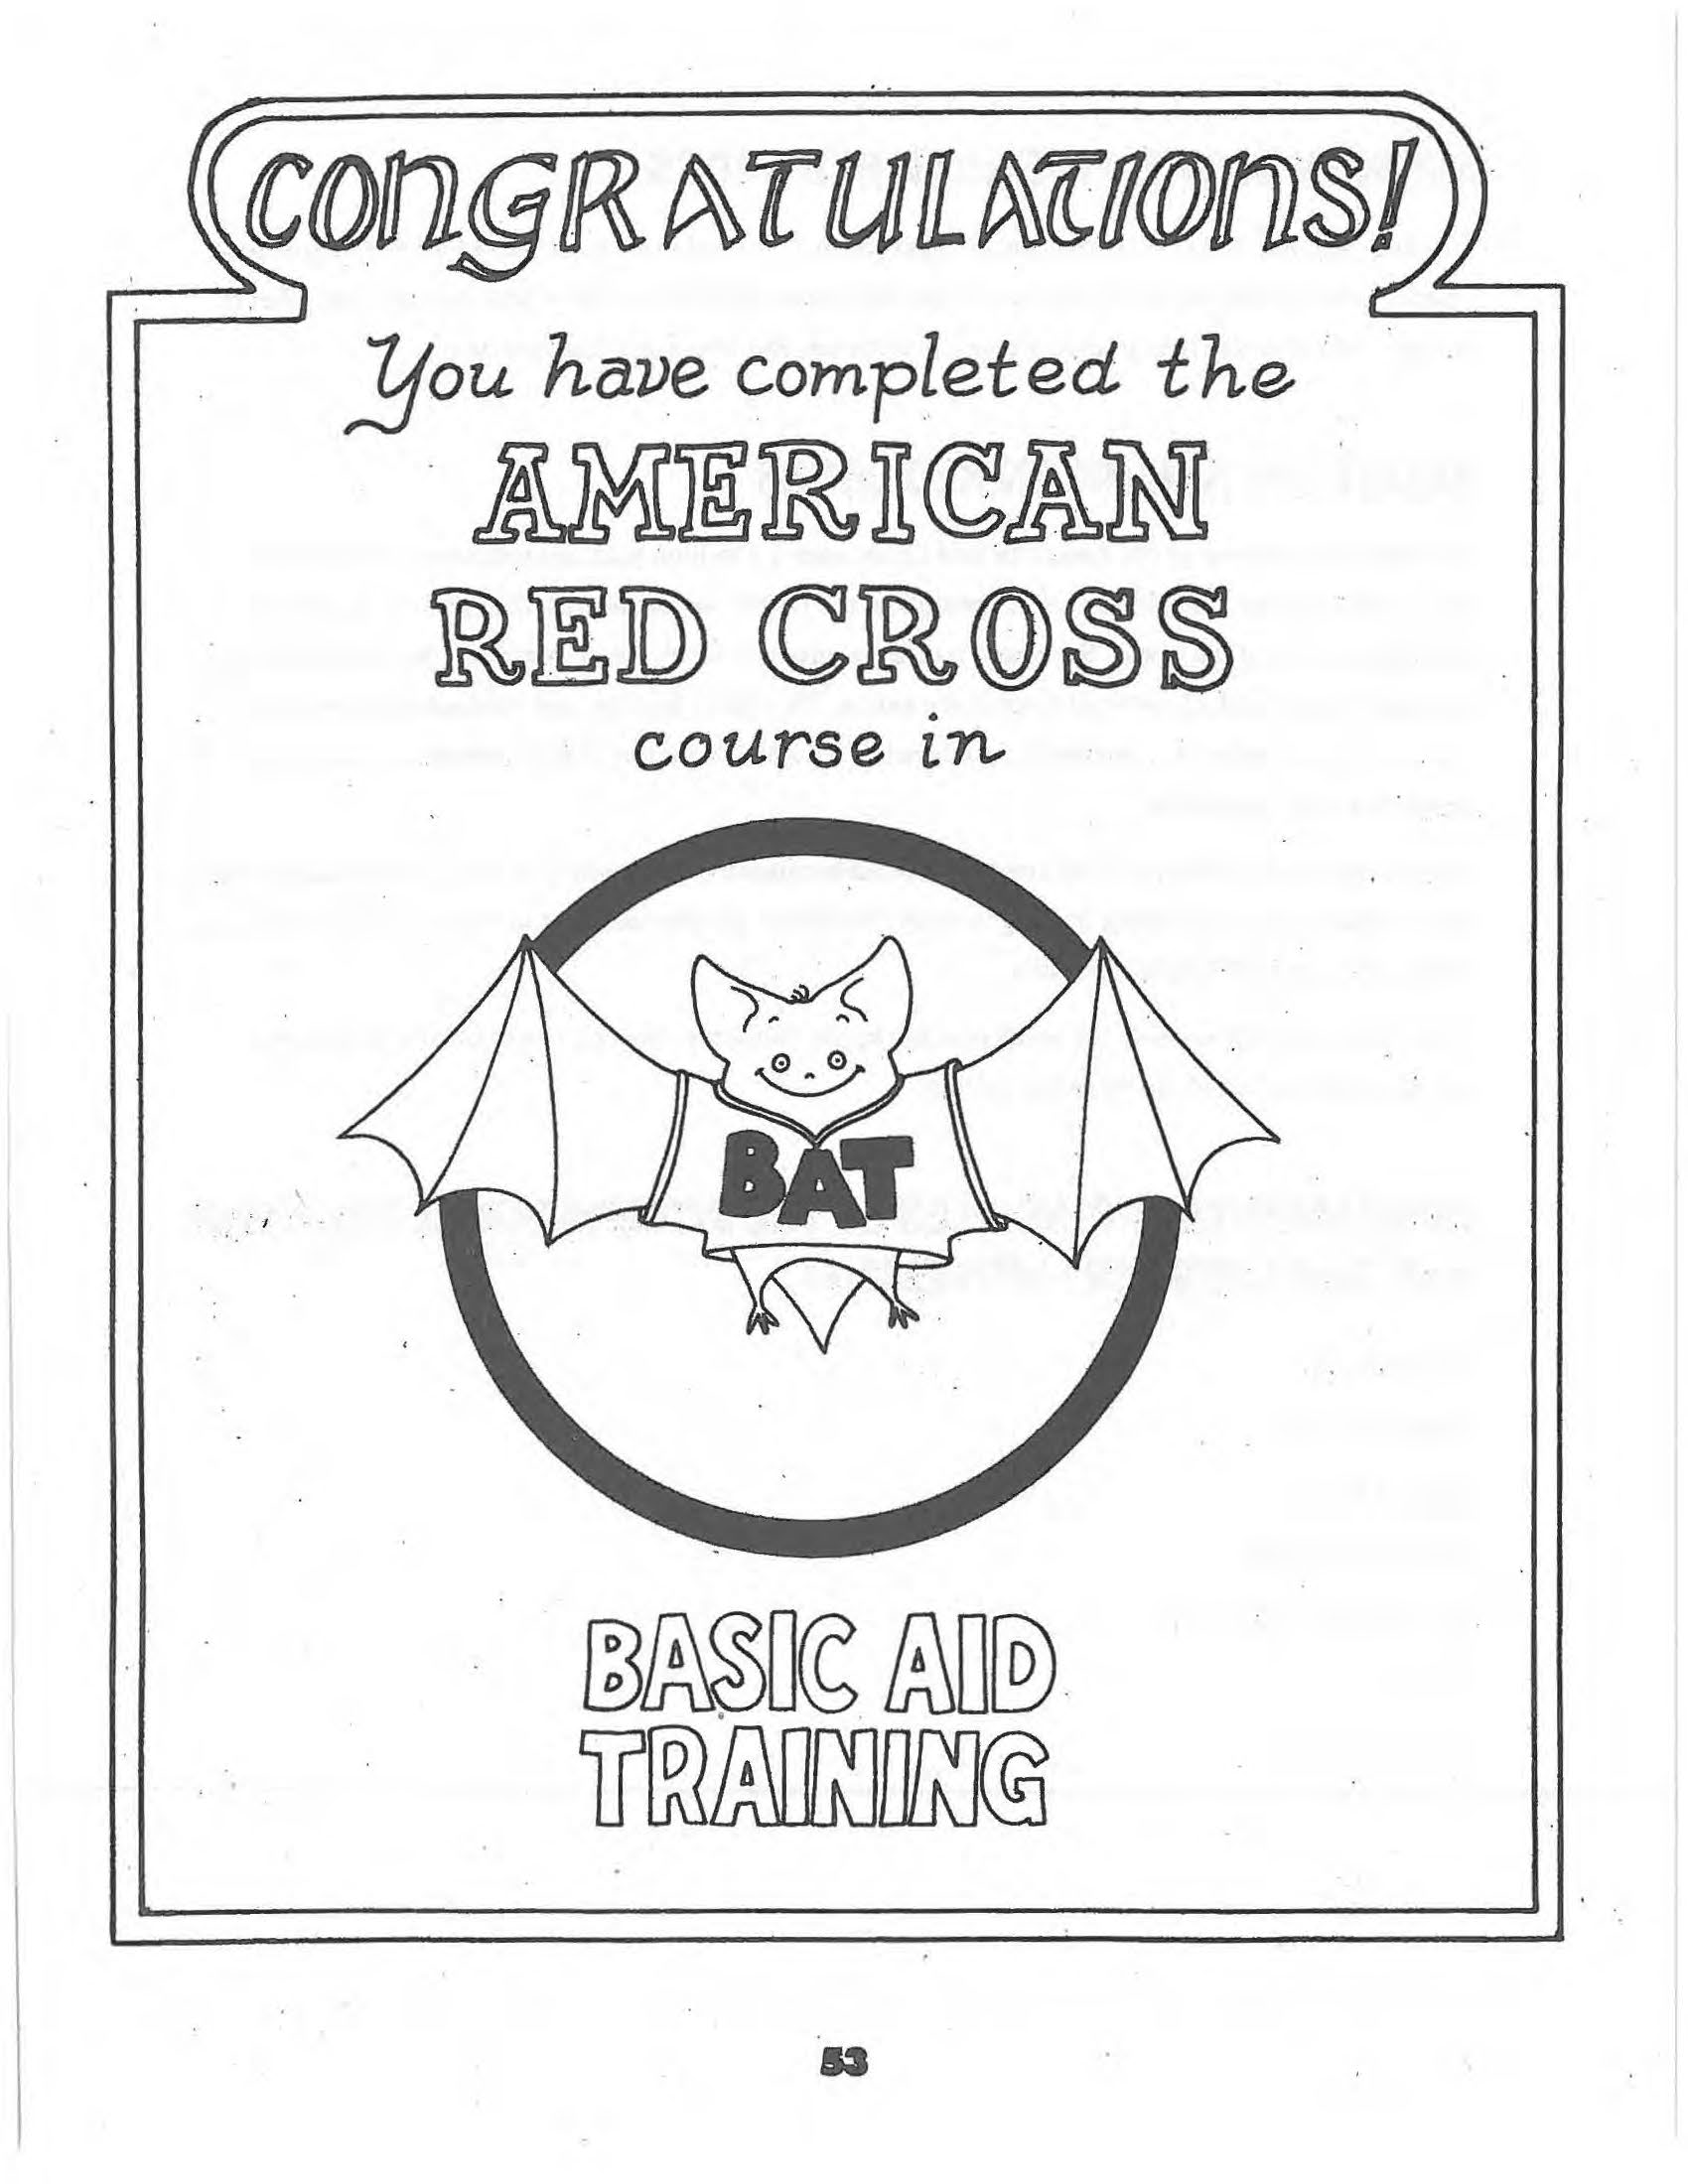 CONGRATULATIONS!
You have completed the
AMERICAN
RED CROSS
course in
BAT
BASIC AID
TRAINING
53